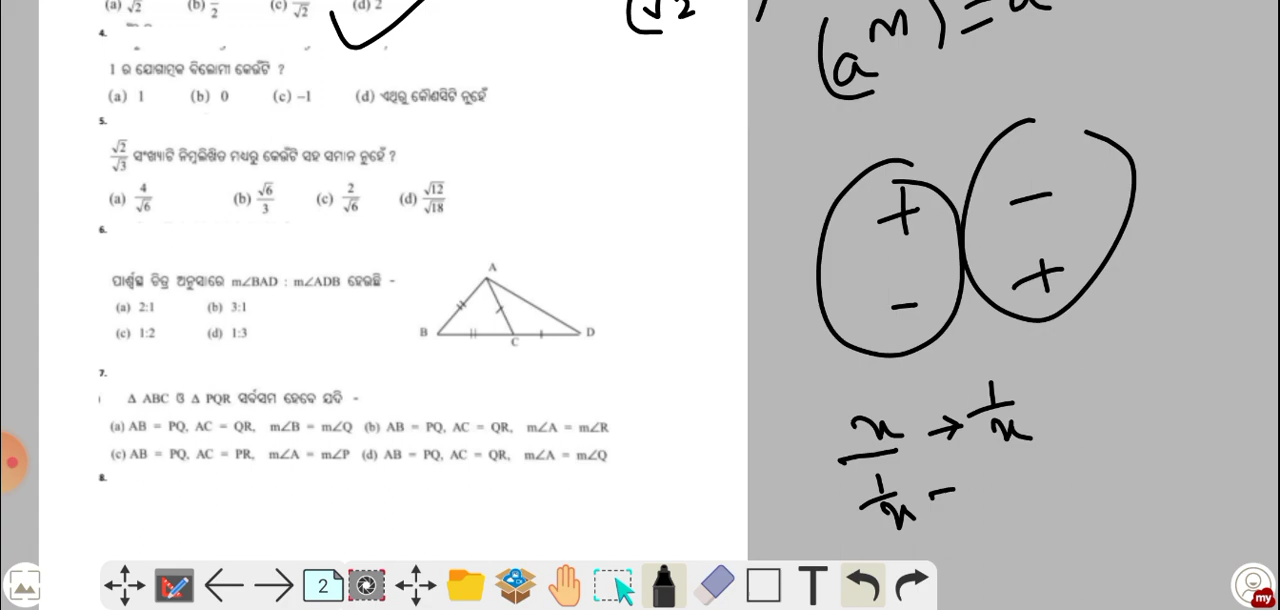 (a) √2 (b) —/2 (c) —/√2 (d) 2 (√2
(a^m) = a
4.
1 ର ଯୋଗାତ୍ମକ ବିଲୋମୀ କେଉଁଟି ?
(a) 1 (b) 0 (c) −1 (d) ଏଥିରୁ କୌଣସିଟି ନୁହେଁ
5.
√2/√3 ସଂଖ୍ୟାଟି ନିମ୍ନଲିଖିତ ମଧ୍ୟରୁ କେଉଁଟି ସହ ସମାନ ନୁହେଁ ?
(a) 4/√6 (b) √6/3 (c) 2/√6 (d) √12/√18
+ −
− +
6.
ପାର୍ଶ୍ୱସ୍ଥ ଚିତ୍ର ଅନୁସାରେ m∠BAD : m∠ADB ହେଉଛି -
(a) 2:1 (b) 3:1
(c) 1:2 (d) 1:3
A
B
C
D
7.
Δ ABC ଓ Δ PQR ସର୍ବସମ ହେବେ ଯଦି -
(a) AB = PQ, AC = QR, m∠B = m∠Q (b) AB = PQ, AC = QR, m∠A = m∠R
(c) AB = PQ, AC = PR, m∠A = m∠P (d) AB = PQ, AC = QR, m∠A = m∠Q
8.
x → 1/x
1/x −
2
T
my